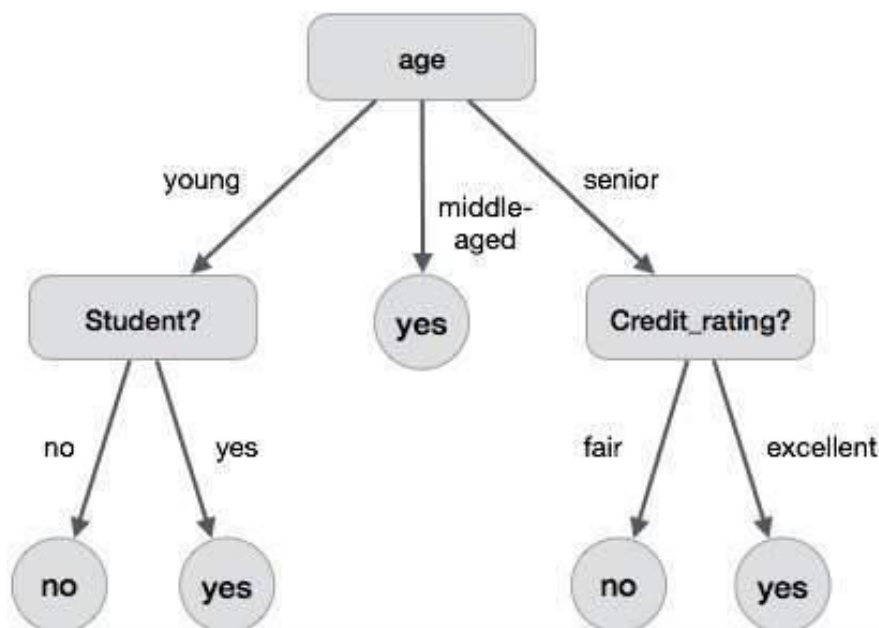 age
young
middle-
aged
senior
Student?
yes
Credit_rating?
no
yes
fair
excellent
no
yes
no
yes